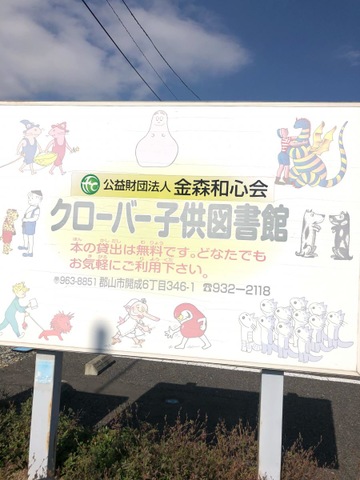 公益財団法人 金森和心会
クローバー子供図書館
本の貸出は無料です。どなたでも
お気軽にご利用下さい。
〒963-8851 郡山市開成6丁目346-1 ☎932-2118